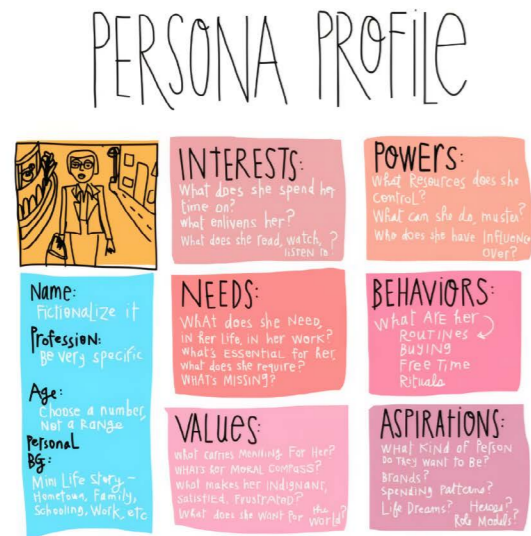 PERSONA PROFILE
Name:
Fictionalize it
Profession:
Be very specific
Age:
Choose a number,
Not a Range
Personal
BG:
Mini Life Story -
Hometown, Family,
Schooling, Work, etc
INTERESTS:
What does she spend her
time on?
what enlivens her?
What does she read, watch,
listen to ?
POWERS:
What Resources does she
control?
What can she do, muster?
Who does she have Influence
over?
NEEDS:
What does she need,
in her life, in her work?
What's essential for her,
what does she require?
What's missing?
BEHAVIORS:
What ARE her
ROUTINES
BUYING
Free Time
Rituals
VALUES:
what carries meaning for her?
WHAT'S her MORAL COMPASS?
what makes her indignant,
satisfied, frustrated?
What does she want for the World?
ASPIRATIONS:
What kind of Person
Do They want to Be?
Brands?
Spending Patterns?
Life Dreams? Heroes?
Role Models?